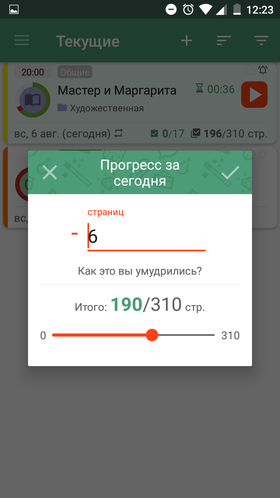 12:23
Текущие
20:00 Общие
Мастер и Маргарита
00:36
Художественная
вс, 6 авг. (сегодня)
0/17
196/310 стр.
Прогресс за
сегодня
страниц
- 6
Как это вы умудрились?
Итого: 190/310 стр.
0
310
вс,